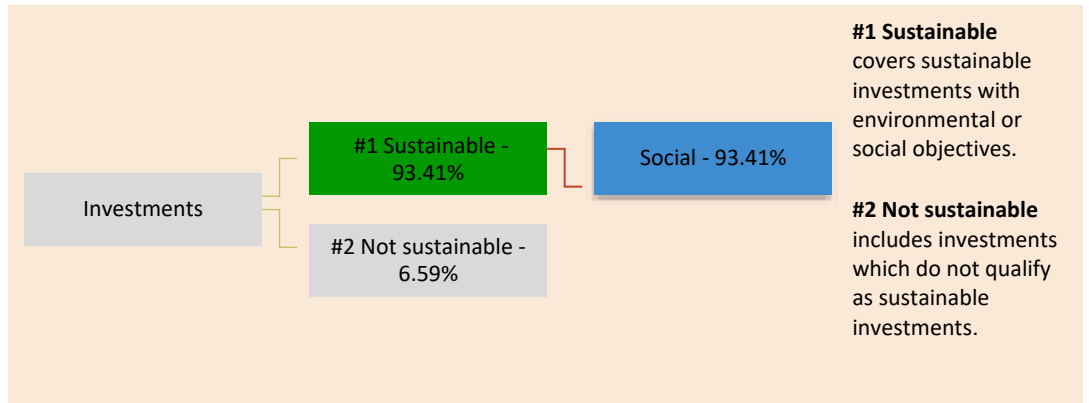 Investments
#1 Sustainable -
93.41%
#2 Not sustainable -
6.59%
Social - 93.41%
#1 Sustainable
covers sustainable
investments with
environmental or
social objectives.
#2 Not sustainable
includes investments
which do not qualify
as sustainable
investments.